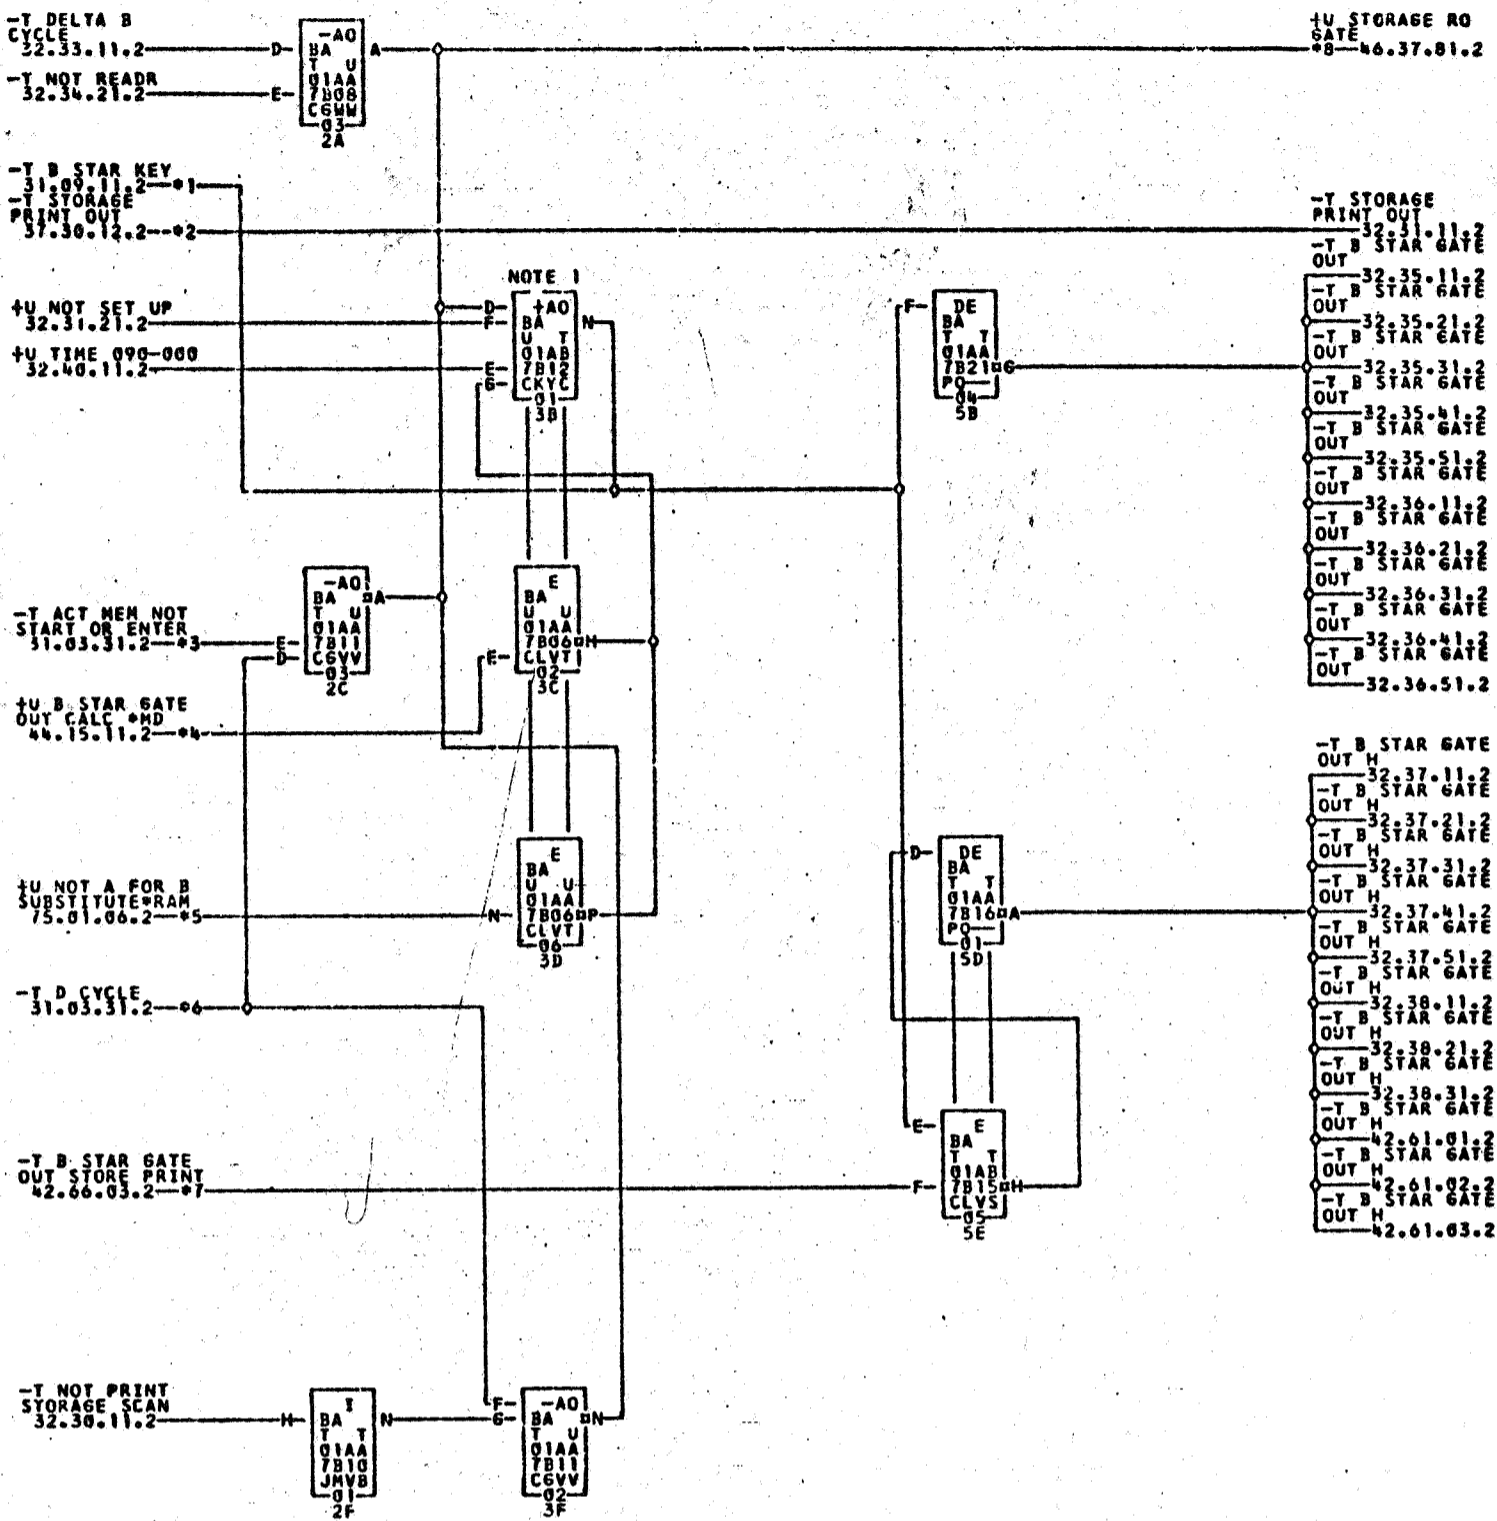 -T DELTA B
CYCLE
32.33.11.2 D
-T NOT READR
32.34.21.2 E
-AO
BA A
T U
01AA
7B08
C6WW
03
2A
+U STORAGE RO
GATE
*8 46.37.81.2
-T B STAR KEY
31.09.11.2 *1
-T STORAGE
PRINT OUT
37.30.12.2 *2
-T STORAGE
PRINT OUT
32.31.11.2
+U NOT SET UP
32.31.21.2
+U TIME 090-000
32.40.11.2
NOTE 1
D +AO
F BA N
U T
01AB
E 7B12
G CKYC
01
3B
F DE
BA
T T
01AA
7B21 G
PQ
04
5B
-T B STAR GATE
OUT
32.35.11.2
-T B STAR GATE
OUT
32.35.21.2
-T B STAR GATE
OUT
32.35.31.2
-T B STAR GATE
OUT
32.35.41.2
-T B STAR GATE
OUT
32.35.51.2
-T B STAR GATE
OUT
32.36.11.2
-T B STAR GATE
OUT
32.36.21.2
-T B STAR GATE
OUT
32.36.31.2
-T B STAR GATE
OUT
32.36.41.2
-T B STAR GATE
OUT
32.36.51.2
-T ACT MEM NOT
START OR ENTER
31.03.31.2 *3
-AO
BA A
T U
01AA
E 7B11
D C6VV
03
2C
E
BA
U U
01AA
7B06 H
E CLVT
02
3C
+U B STAR GATE
OUT CALC *MD
44.15.11.2 *4
+U NOT A FOR B
SUBSTITUTE*RAM
75.01.06.2 *5
E
BA
U U
01AA
N 7B06 P
CLVT
06
3D
D DE
BA
T T
01AA
7B16 A
PQ
01
5D
-T B STAR GATE
OUT H
32.37.11.2
-T B STAR GATE
OUT H
32.37.21.2
-T B STAR GATE
OUT H
32.37.31.2
-T B STAR GATE
OUT H
32.37.41.2
-T B STAR GATE
OUT H
32.37.51.2
-T B STAR GATE
OUT H
32.38.11.2
-T B STAR GATE
OUT H
32.38.21.2
-T B STAR GATE
OUT H
32.38.31.2
-T B STAR GATE
OUT H
42.61.01.2
-T B STAR GATE
OUT H
42.61.02.2
-T B STAR GATE
OUT H
42.61.03.2
-T D CYCLE
31.03.31.2 *6
-T B STAR GATE
OUT STORE PRINT
42.66.03.2 *7
E E
BA
T T
01AB
F 7B15 H
CLVS
05
5E
-T NOT PRINT
STORAGE SCAN
32.30.11.2 H
I
BA N
T T
01AA
7B10
JMVB
01
2F
F -AO
G BA N
T U
01AA
7B11
C6VV
02
3F